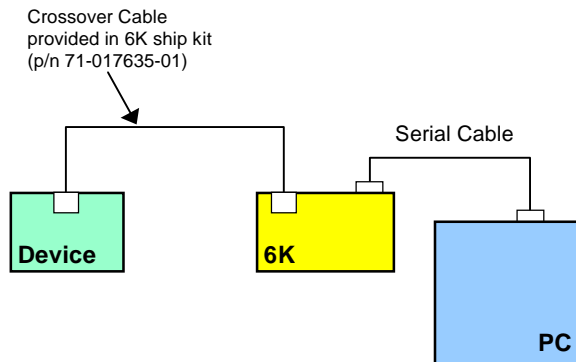 Crossover Cable
provided in 6K ship kit
(p/n 71-017635-01)
Serial Cable
Device
6K
PC